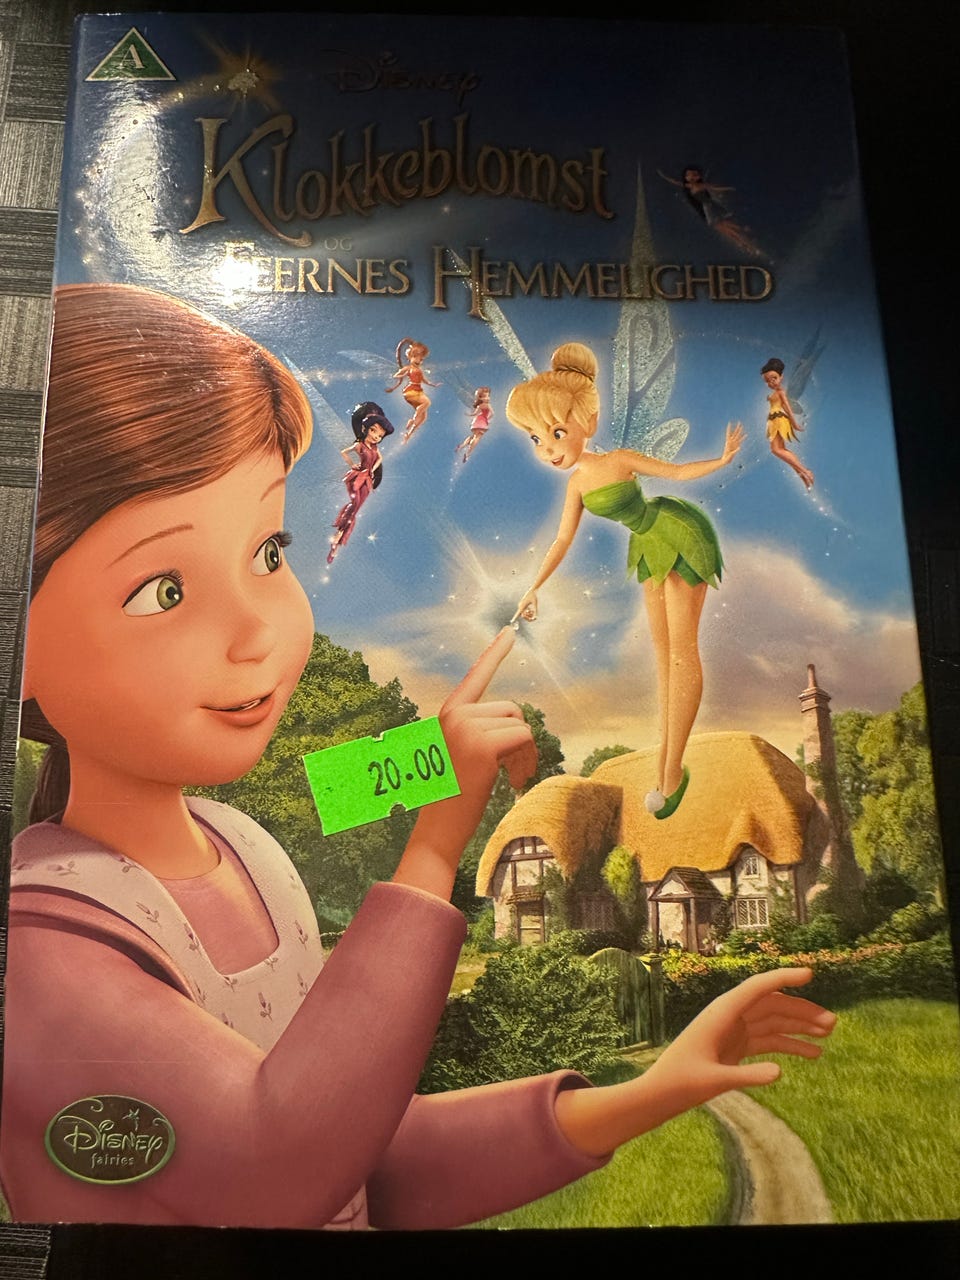 A
Disney
Klokkeblomst
OG
FEERNES HEMMELIGHED
20.00
Disney
fairies